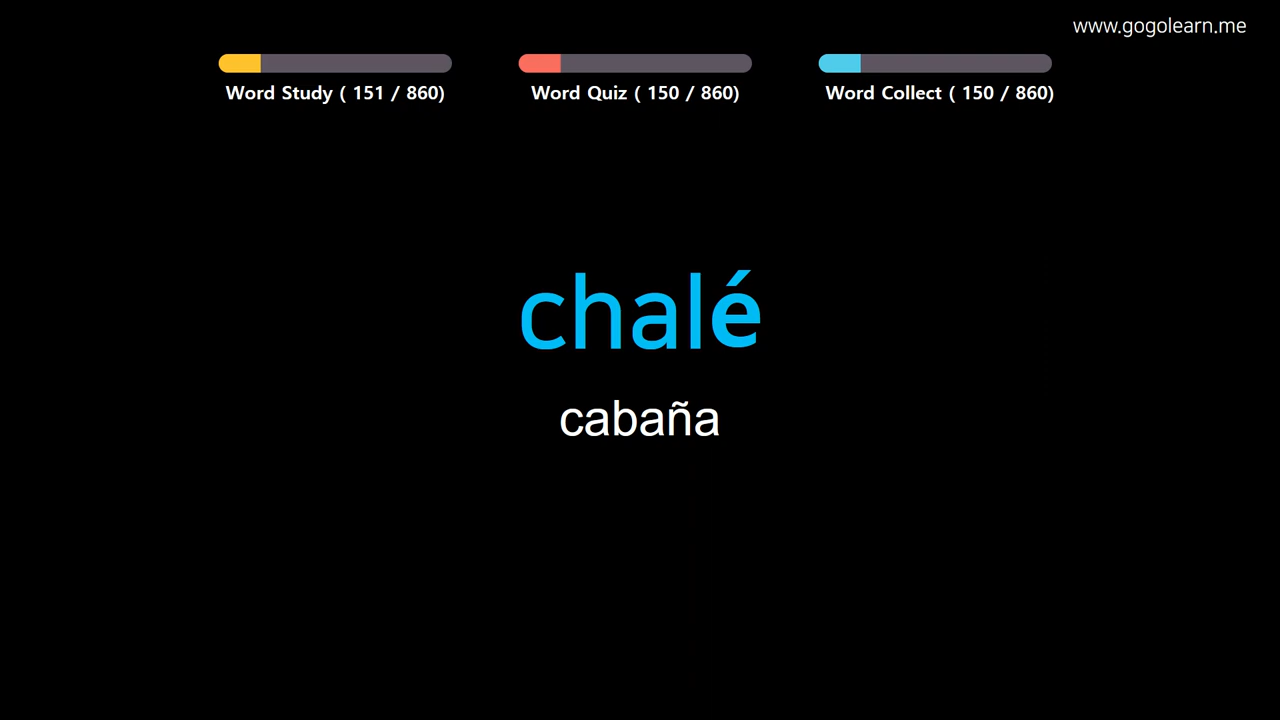 www.gogolearn.me
Word Study ( 151 / 860)
Word Quiz ( 150 / 860)
Word Collect ( 150 / 860)
chalé
cabaña